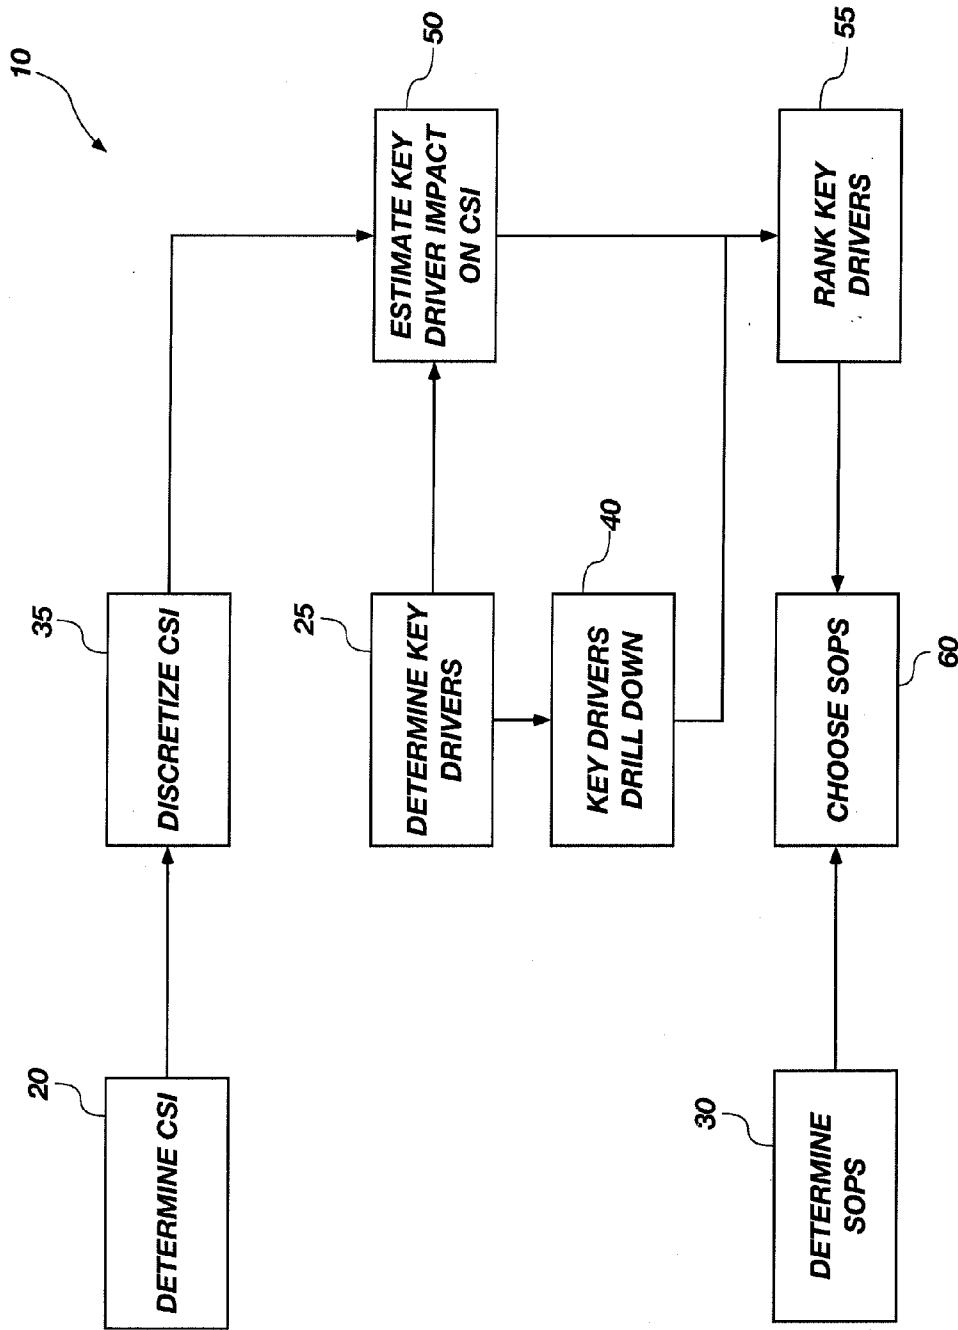 10
20
DETERMINE CSI
35
DISCRETIZE CSI
25
DETERMINE KEY
DRIVERS
50
ESTIMATE KEY
DRIVER IMPACT
ON CSI
40
KEY DRIVERS
DRILL DOWN
30
DETERMINE
SOPS
CHOOSE SOPS
60
55
RANK KEY
DRIVERS